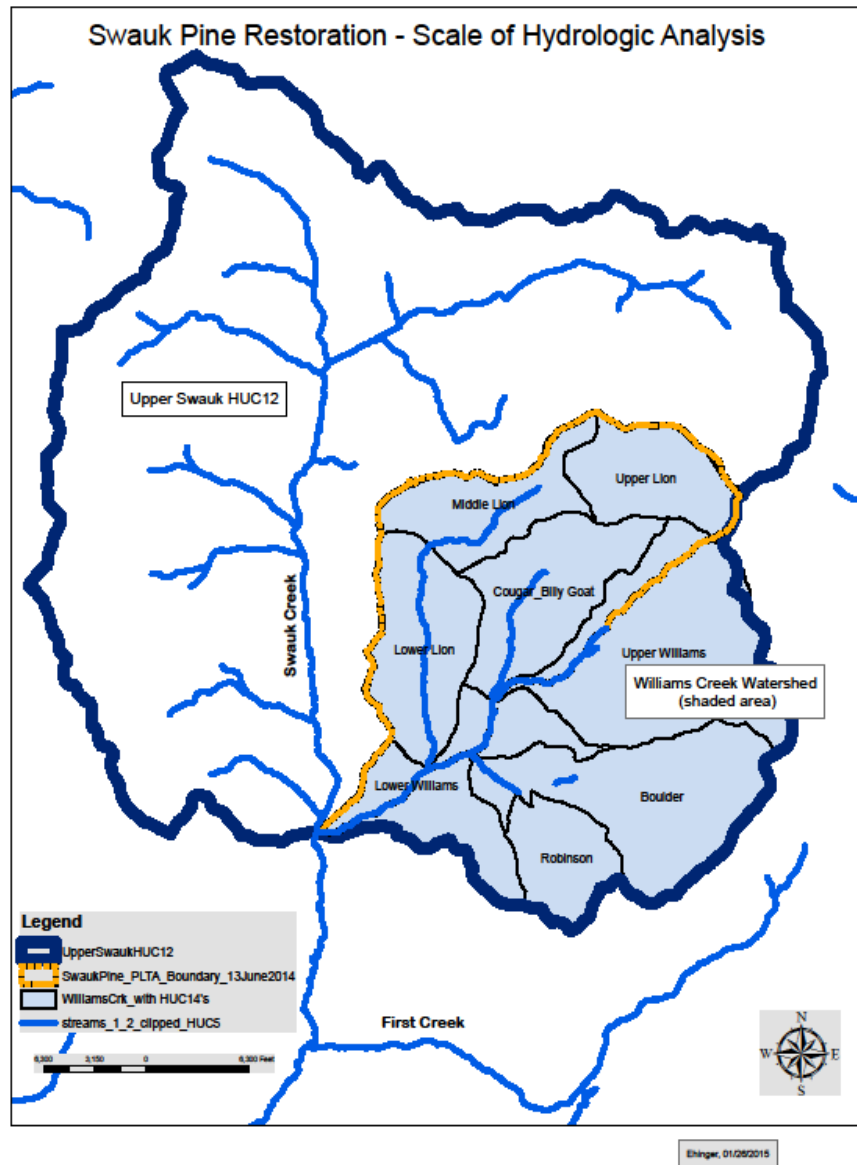 Swauk Pine Restoration - Scale of Hydrologic Analysis
Upper Swauk HUC12
Upper Lion
Middle Lion
Cougar_Billy Goat
Swauk Creek
Lower Lion
Upper Williams
Williams Creek Watershed
(shaded area)
Lower Williams
Boulder
Robinson
Legend
UpperSwaukHUC12
SwaukPine_PLTA_Boundary_13June2014
WilliamsCrk_with HUC14's
streams_1_2_clipped_HUC5
First Creek
6,300 3,150 0 6,300 Feet
N
W E
S
Ehinger, 01/26/2015